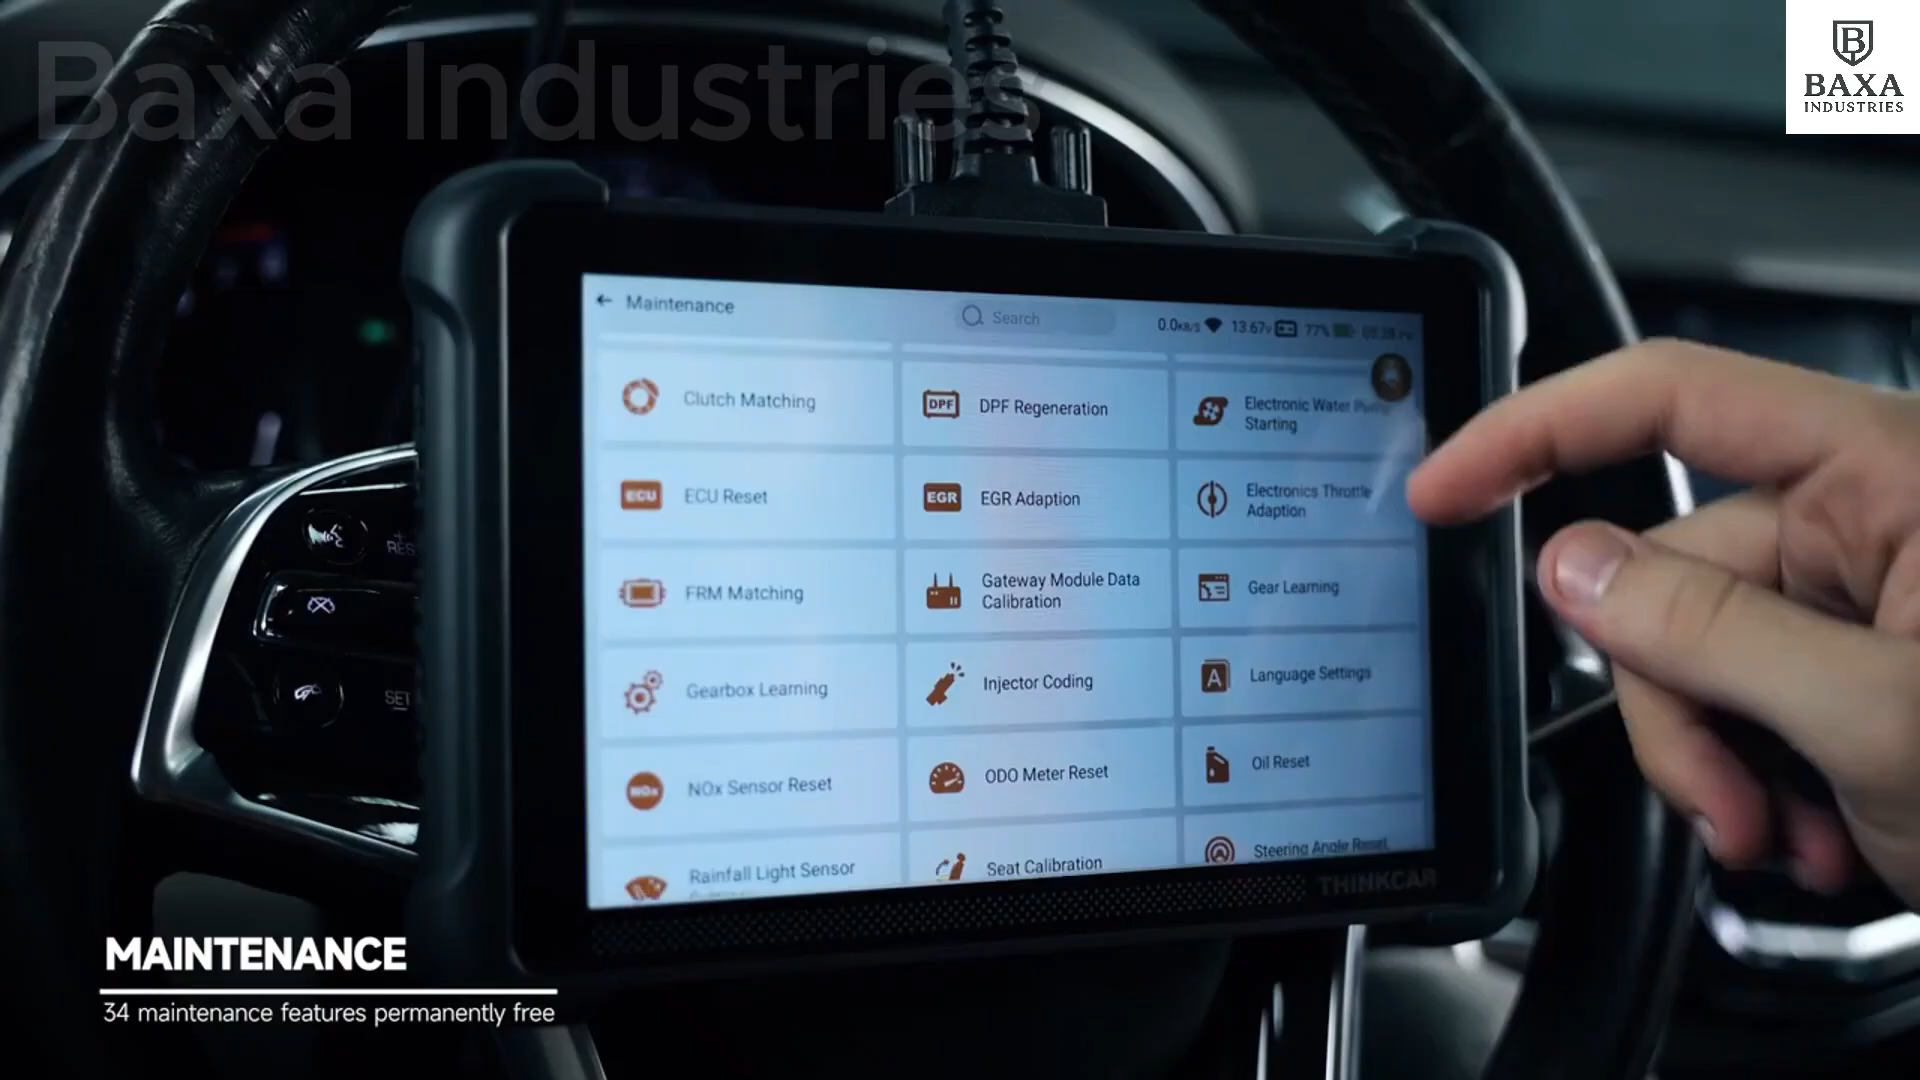 Baxa Industries
B
BAXA
INDUSTRIES
Maintenance
Search
0.0KB/S
13.67V
77%
Clutch Matching
DPF
DPF Regeneration
Electronic Water Pump
Starting
ECU
ECU Reset
EGR
EGR Adaption
Electronics Throttle
Adaption
FRM Matching
Gateway Module Data
Calibration
Gear Learning
Gearbox Learning
Injector Coding
A
Language Settings
NOx
NOx Sensor Reset
ODO Meter Reset
Oil Reset
Rainfall Light Sensor
Seat Calibration
Steering Angle Reset
THINKCAR
RES
SET
MAINTENANCE
34 maintenance features permanently free